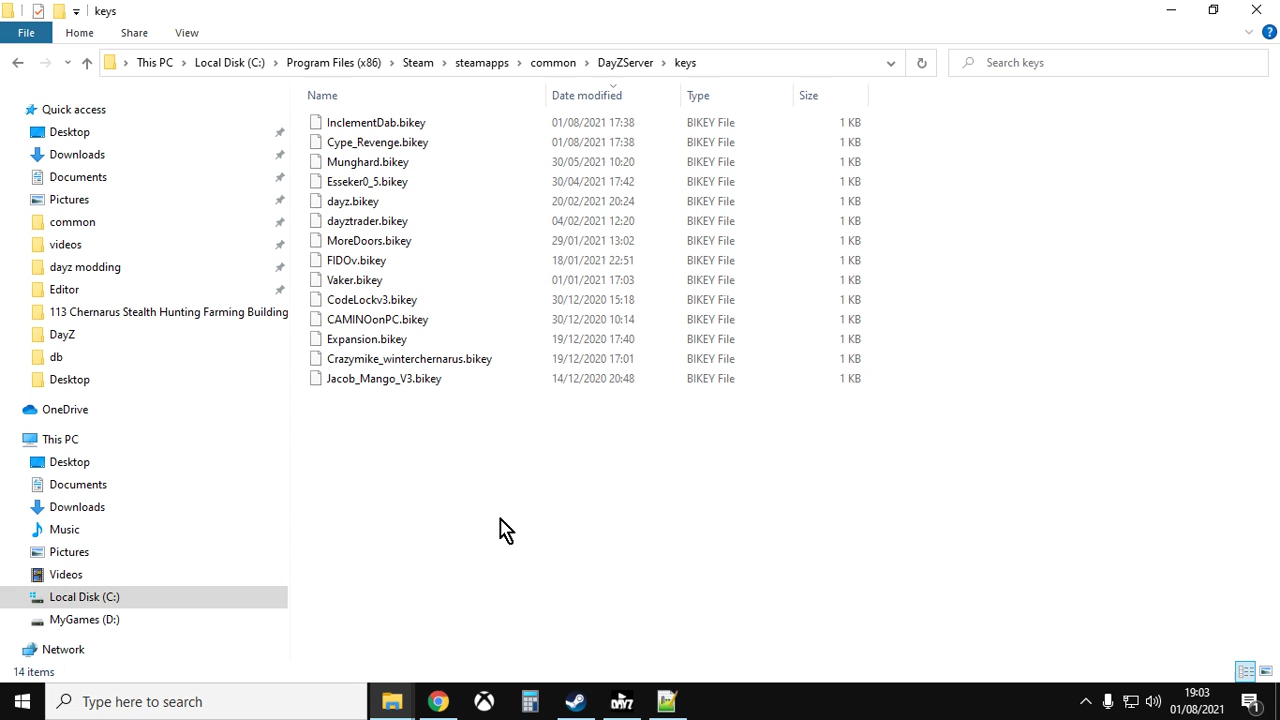 keys
File Home Share View
This PC Local Disk (C:) Program Files (x86) Steam steamapps common DayZServer keys Search keys
Name Date modified Type Size
Quick access
Desktop
Downloads
Documents
Pictures
common
videos
dayz modding
Editor
113 Chernarus Stealth Hunting Farming Building
DayZ
db
Desktop
OneDrive
This PC
Desktop
Documents
Downloads
Music
Pictures
Videos
Local Disk (C:)
MyGames (D:)
Network
InclementDab.bikey 01/08/2021 17:38 BIKEY File 1 KB
Cype_Revenge.bikey 01/08/2021 17:38 BIKEY File 1 KB
Munghard.bikey 30/05/2021 10:20 BIKEY File 1 KB
Esseker0_5.bikey 30/04/2021 17:42 BIKEY File 1 KB
dayz.bikey 20/02/2021 20:24 BIKEY File 1 KB
dayztrader.bikey 04/02/2021 12:20 BIKEY File 1 KB
MoreDoors.bikey 29/01/2021 13:02 BIKEY File 1 KB
FIDOv.bikey 18/01/2021 22:51 BIKEY File 1 KB
Vaker.bikey 01/01/2021 17:03 BIKEY File 1 KB
CodeLockv3.bikey 30/12/2020 15:18 BIKEY File 1 KB
CAMINOonPC.bikey 30/12/2020 10:14 BIKEY File 1 KB
Expansion.bikey 19/12/2020 17:40 BIKEY File 1 KB
Crazymike_winterchernarus.bikey 19/12/2020 17:01 BIKEY File 1 KB
Jacob_Mango_V3.bikey 14/12/2020 20:48 BIKEY File 1 KB
14 items
Type here to search
DAYZ
19:03
01/08/2021
1